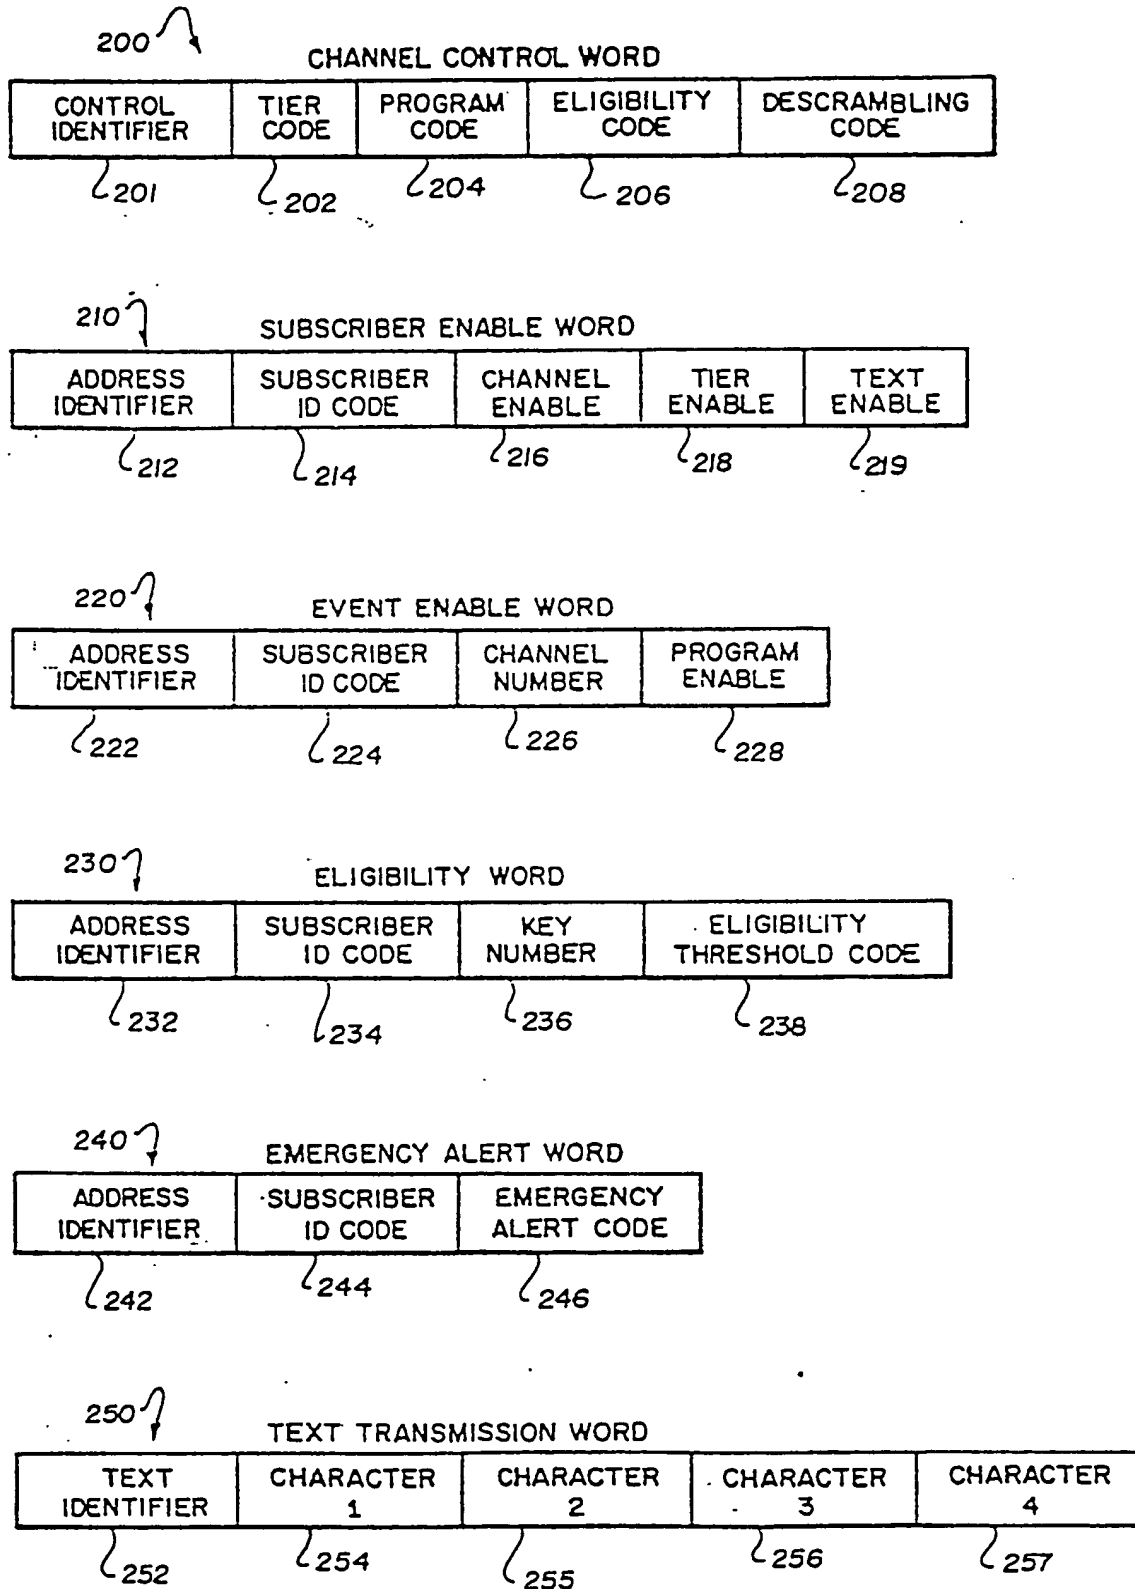 200
CHANNEL CONTROL WORD
CONTROL IDENTIFIER
TIER CODE
PROGRAM CODE
ELIGIBILITY CODE
DESCRAMBLING CODE
201
202
204
206
208
210
SUBSCRIBER ENABLE WORD
ADDRESS IDENTIFIER
SUBSCRIBER ID CODE
CHANNEL ENABLE
TIER ENABLE
TEXT ENABLE
212
214
216
218
219
220
EVENT ENABLE WORD
ADDRESS IDENTIFIER
SUBSCRIBER ID CODE
CHANNEL NUMBER
PROGRAM ENABLE
222
224
226
228
230
ELIGIBILITY WORD
ADDRESS IDENTIFIER
SUBSCRIBER ID CODE
KEY NUMBER
ELIGIBILITY THRESHOLD CODE
232
234
236
238
240
EMERGENCY ALERT WORD
ADDRESS IDENTIFIER
SUBSCRIBER ID CODE
EMERGENCY ALERT CODE
242
244
246
250
TEXT TRANSMISSION WORD
TEXT IDENTIFIER
CHARACTER 1
CHARACTER 2
CHARACTER 3
CHARACTER 4
252
254
255
256
257